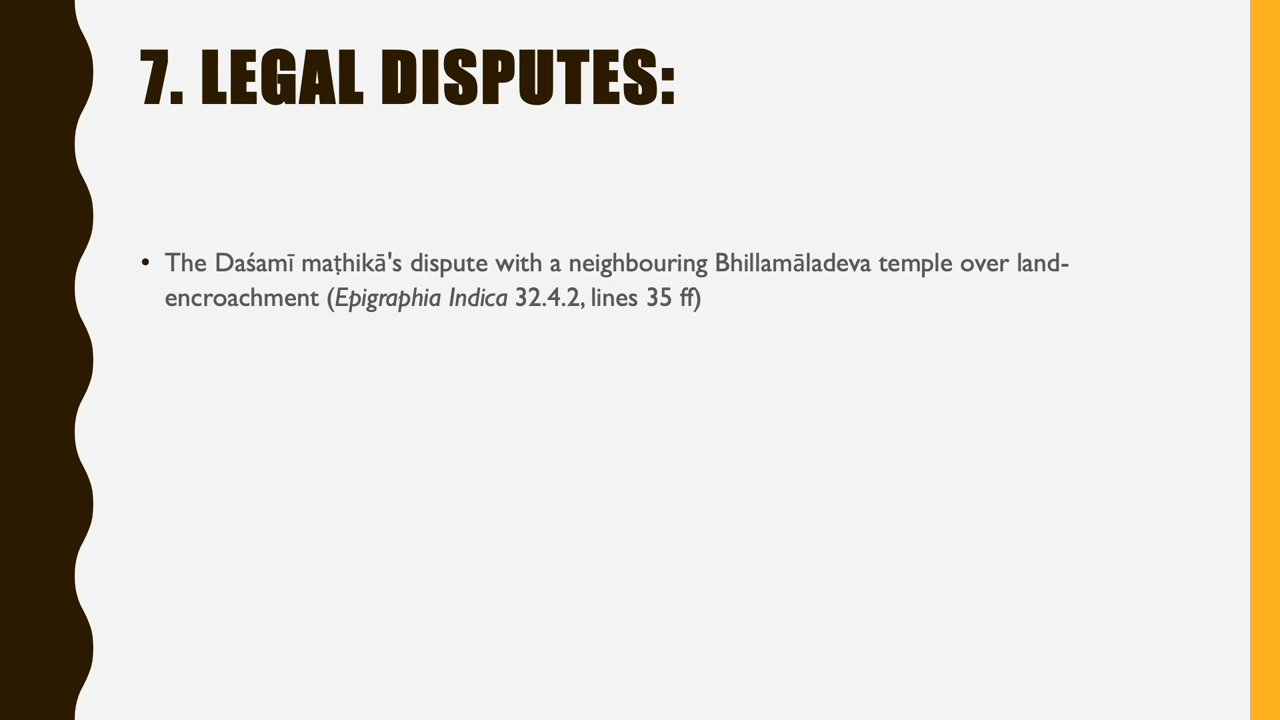 7. LEGAL DISPUTES:
• The Daśamī maṭhikā's dispute with a neighbouring Bhillamāladeva temple over land-
encroachment (Epigraphia Indica 32.4.2, lines 35 ff)